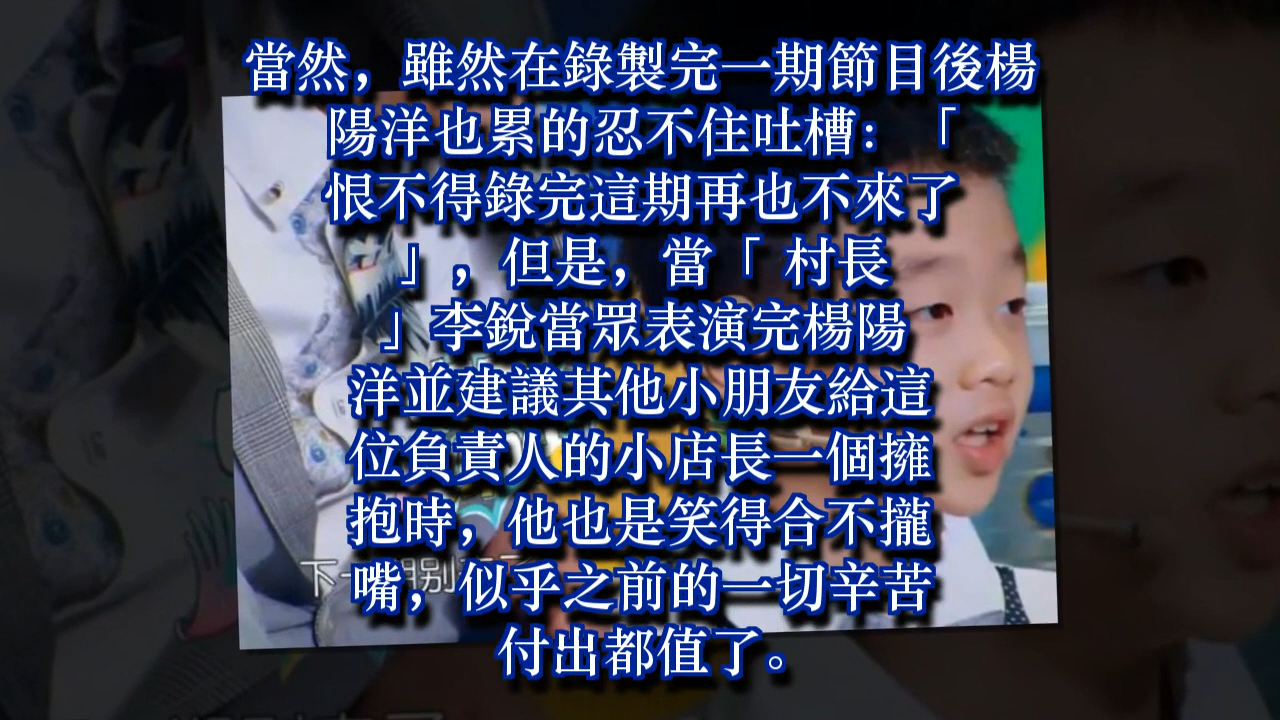 當然，雖然在錄製完一期節目後楊
陽洋也累的忍不住吐槽：「
恨不得錄完這期再也不來了
」，但是，當「 村長
」李銳當眾表演完楊陽
洋並建議其他小朋友給這
位負責人的小店長一個擁
抱時，他也是笑得合不攏
嘴，似乎之前的一切辛苦
付出都值了。